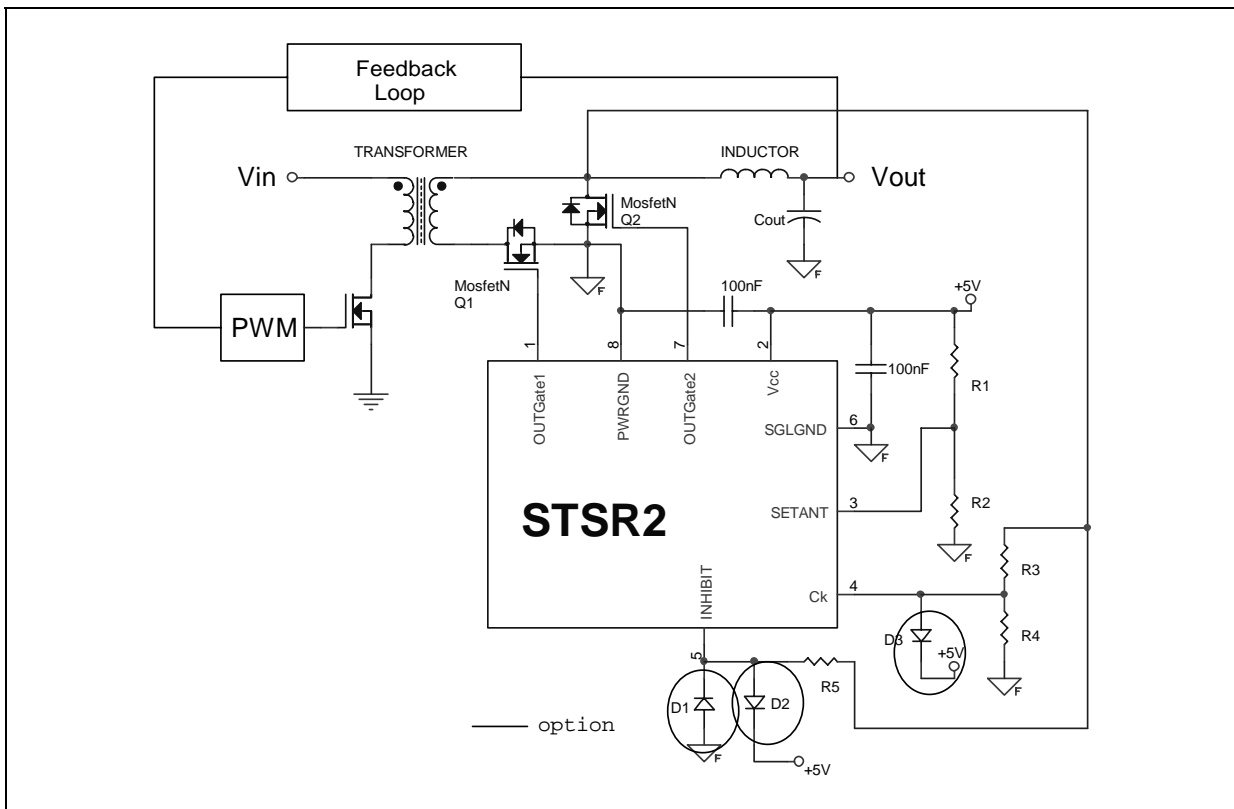 Feedback
Loop
TRANSFORMER
INDUCTOR
Vin
Vout
MosfetN
Q2
Cout
MosfetN
Q1
100nF
+5V
PWM
1
8
7
2
100nF
R1
OUTGate1
PWRGND
OUTGate2
Vcc
SGLGND
6
F
F
F
STSR2
SETANT
3
R2
F
R3
INHIBIT
Ck
4
D3
+5V
R4
F
5
R5
D1
D2
F
option
+5V